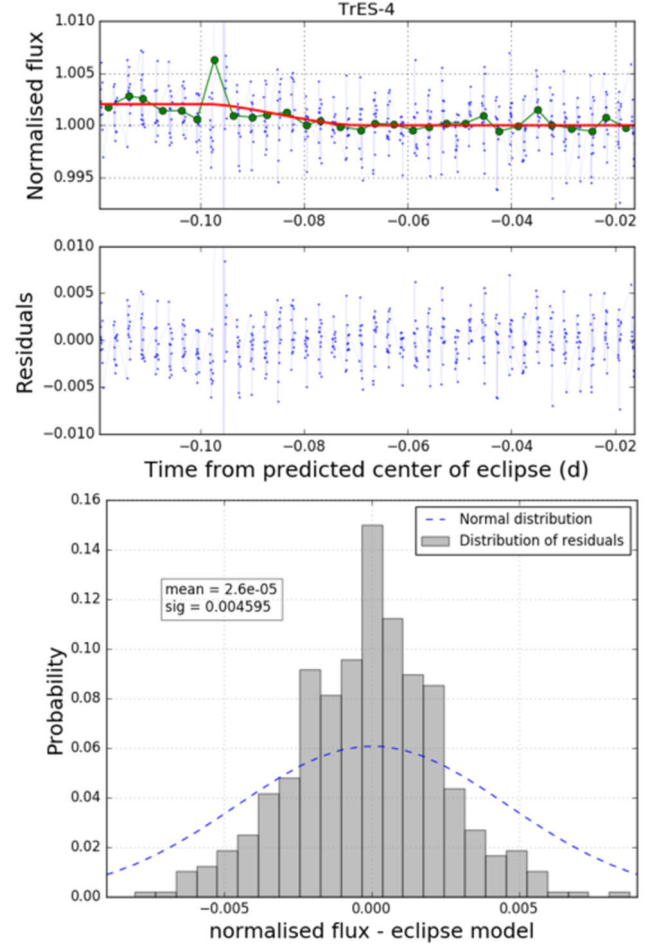 TrES-4
1.010
1.005
1.000
0.995
Normalised flux
−0.10 −0.08 −0.06 −0.04 −0.02
0.010
0.005
0.000
−0.005
−0.010
Residuals
−0.10 −0.08 −0.06 −0.04 −0.02
Time from predicted center of eclipse (d)
0.16
0.14
0.12
0.10
0.08
0.06
0.04
0.02
0.00
Probability
Normal distribution
Distribution of residuals
mean = 2.6e-05
sig = 0.004595
−0.005 0.000 0.005
normalised flux - eclipse model